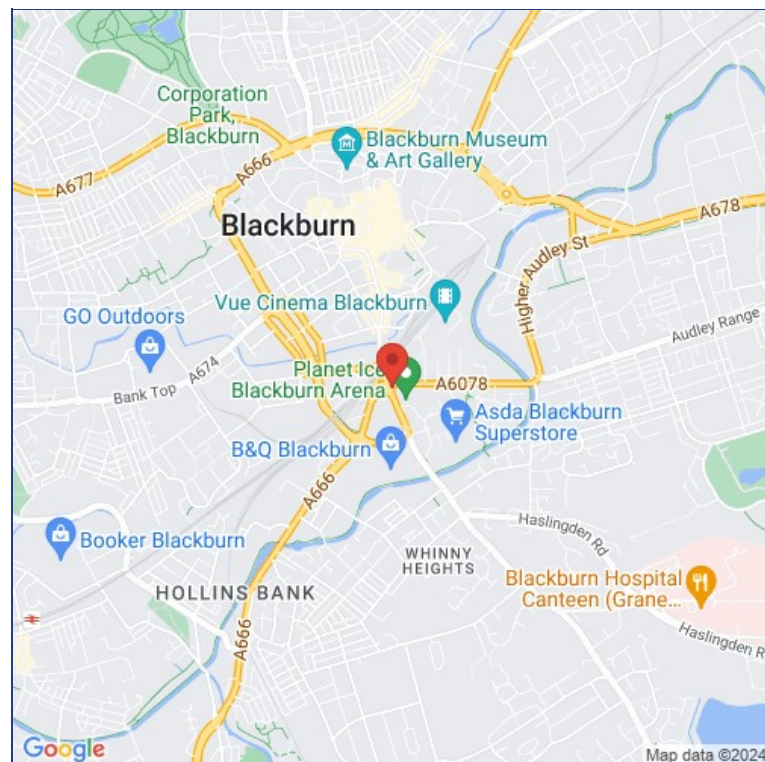 Corporation
Park,
Blackburn
Blackburn Museum
& Art Gallery
A666
A677
A678
Blackburn
Higher Audley St
Vue Cinema Blackburn
GO Outdoors
Audley Range
Bank Top
A674
Planet Ice
Blackburn Arena
A6078
Asda Blackburn
Superstore
B&Q Blackburn
A666
Haslingden Rd
Booker Blackburn
WHINNY
HEIGHTS
Blackburn Hospital
Canteen (Grane...
HOLLINS BANK
A666
Haslingden R
Google
Map data ©2024